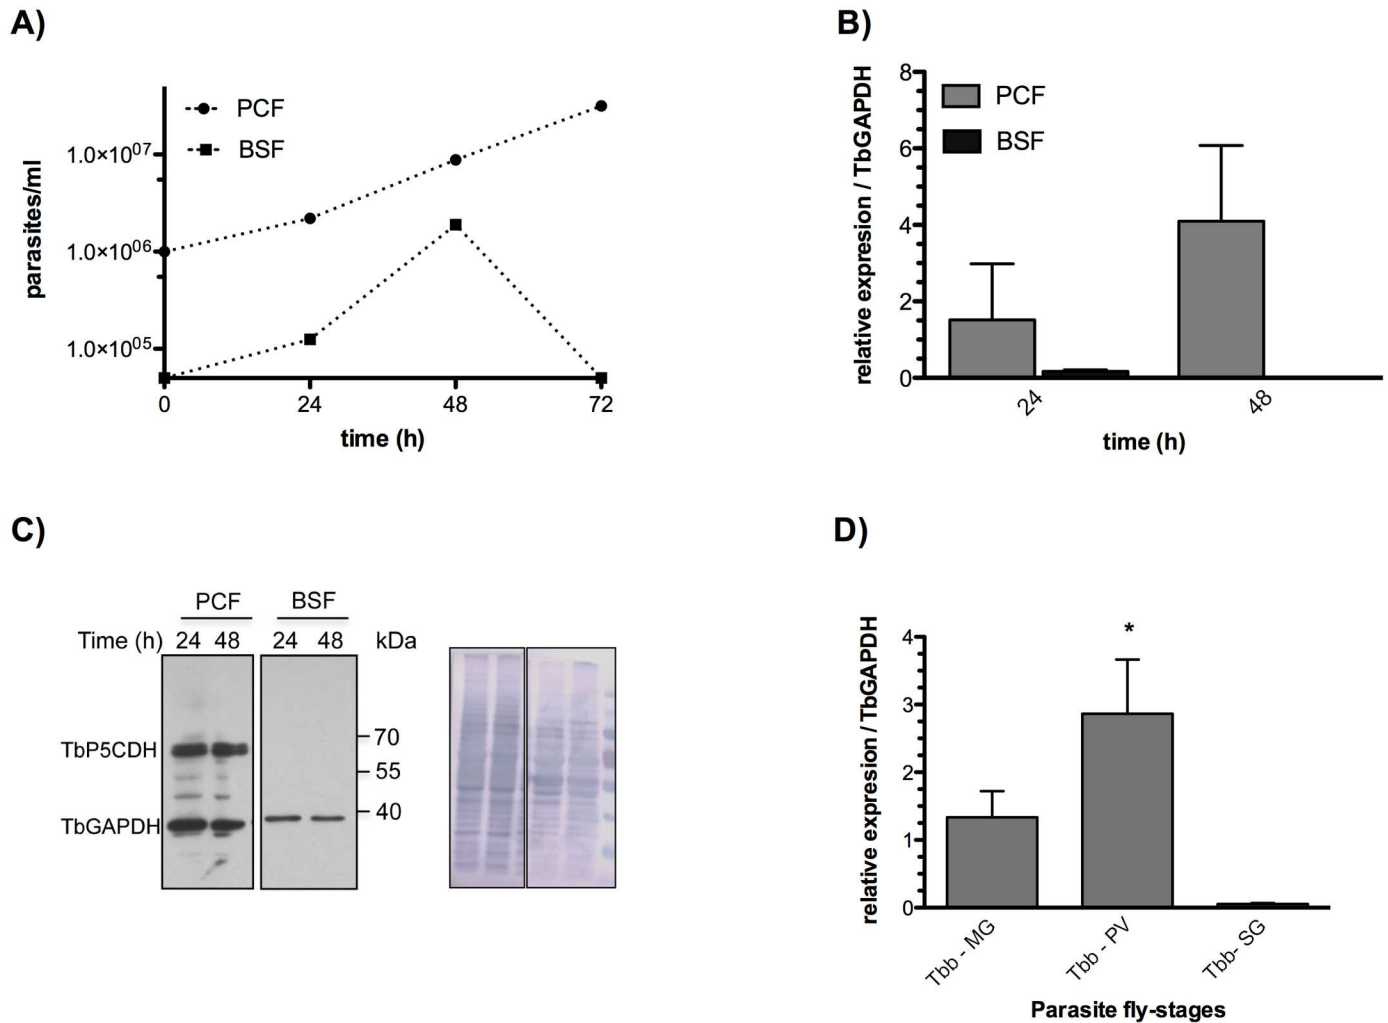 A)
PCF
BSF
parasites/ml
1.0×10⁰⁷
1.0×10⁰⁶
1.0×10⁰⁵
0 24 48 72
time (h)
B)
PCF
BSF
relative expresion / TbGAPDH
8
6
4
2
0
24 48
time (h)
C)
PCF BSF
Time (h) 24 48 24 48 kDa
TbP5CDH
TbGAPDH
70
55
40
D)
relative expresion / TbGAPDH
4
3
2
1
0
*
Tbb - MG Tbb - PV Tbb- SG
Parasite fly-stages